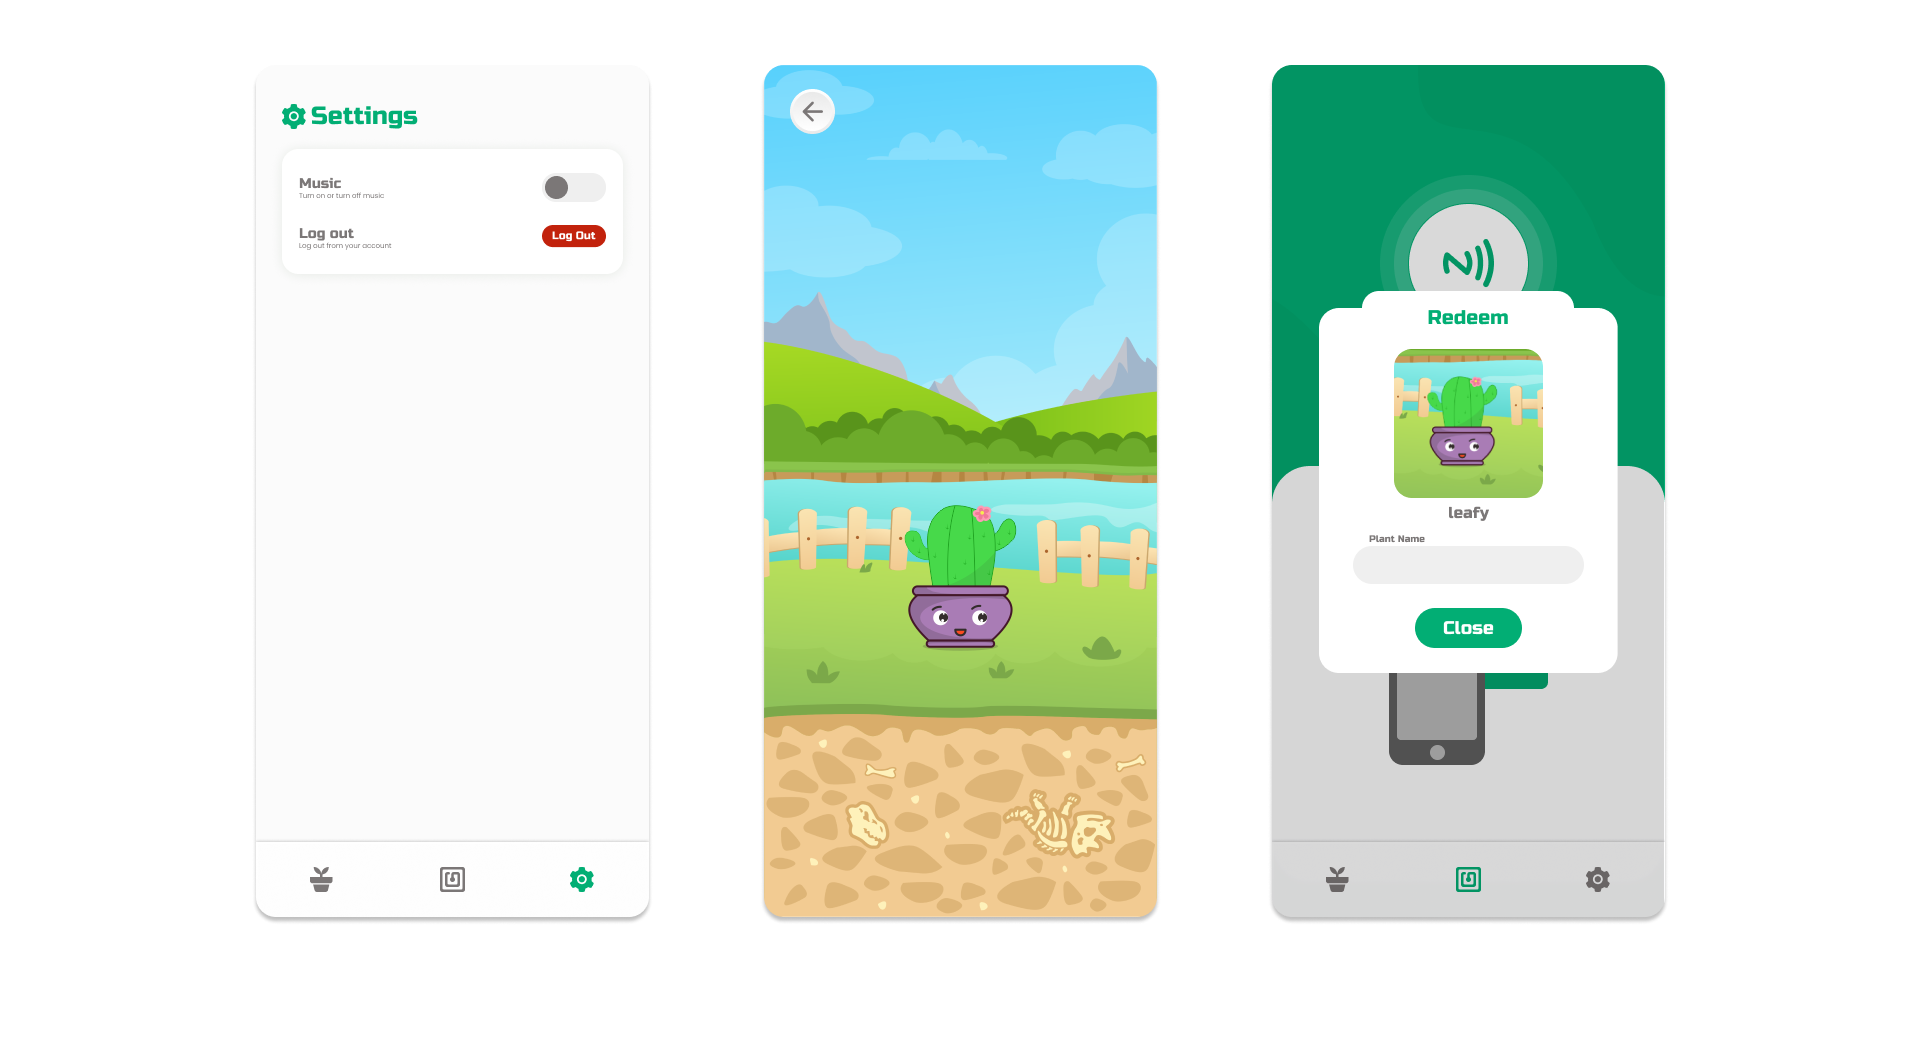 Settings
Music
Turn on or turn off music
Log out
Log out from your account
Log Out
Redeem
leafy
Plant Name
Close